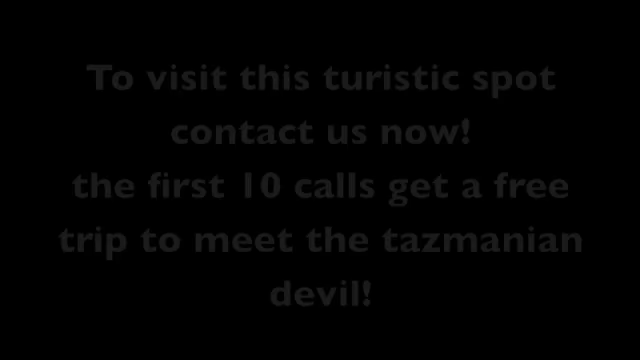 To visit this turistic spot
contact us now!
the first 10 calls get a free
trip to meet the tazmanian
devil!